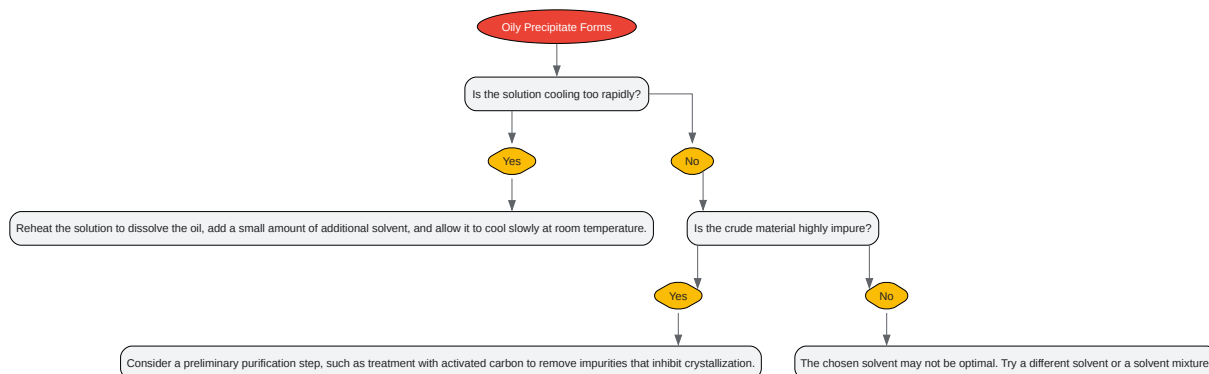 Oily Precipitate Forms
Is the solution cooling too rapidly?
Yes
No
Reheat the solution to dissolve the oil, add a small amount of additional solvent, and allow it to cool slowly at room temperature.
Is the crude material highly impure?
Yes
No
Consider a preliminary purification step, such as treatment with activated carbon to remove impurities that inhibit crystallization.
The chosen solvent may not be optimal. Try a different solvent or a solvent mixture